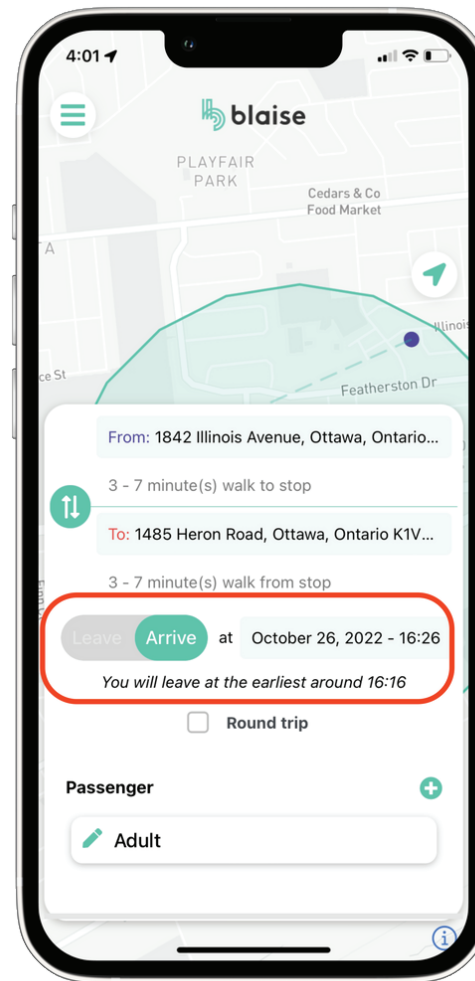 4:01
blaise
PLAYFAIR
PARK
Cedars & Co
Food Market
A
Illinois
ce St
Featherston Dr
From: 1842 Illinois Avenue, Ottawa, Ontario...
3 - 7 minute(s) walk to stop
To: 1485 Heron Road, Ottawa, Ontario K1V...
3 - 7 minute(s) walk from stop
Leave Arrive at October 26, 2022 - 16:26
You will leave at the earliest around 16:16
Round trip
Passenger
Adult